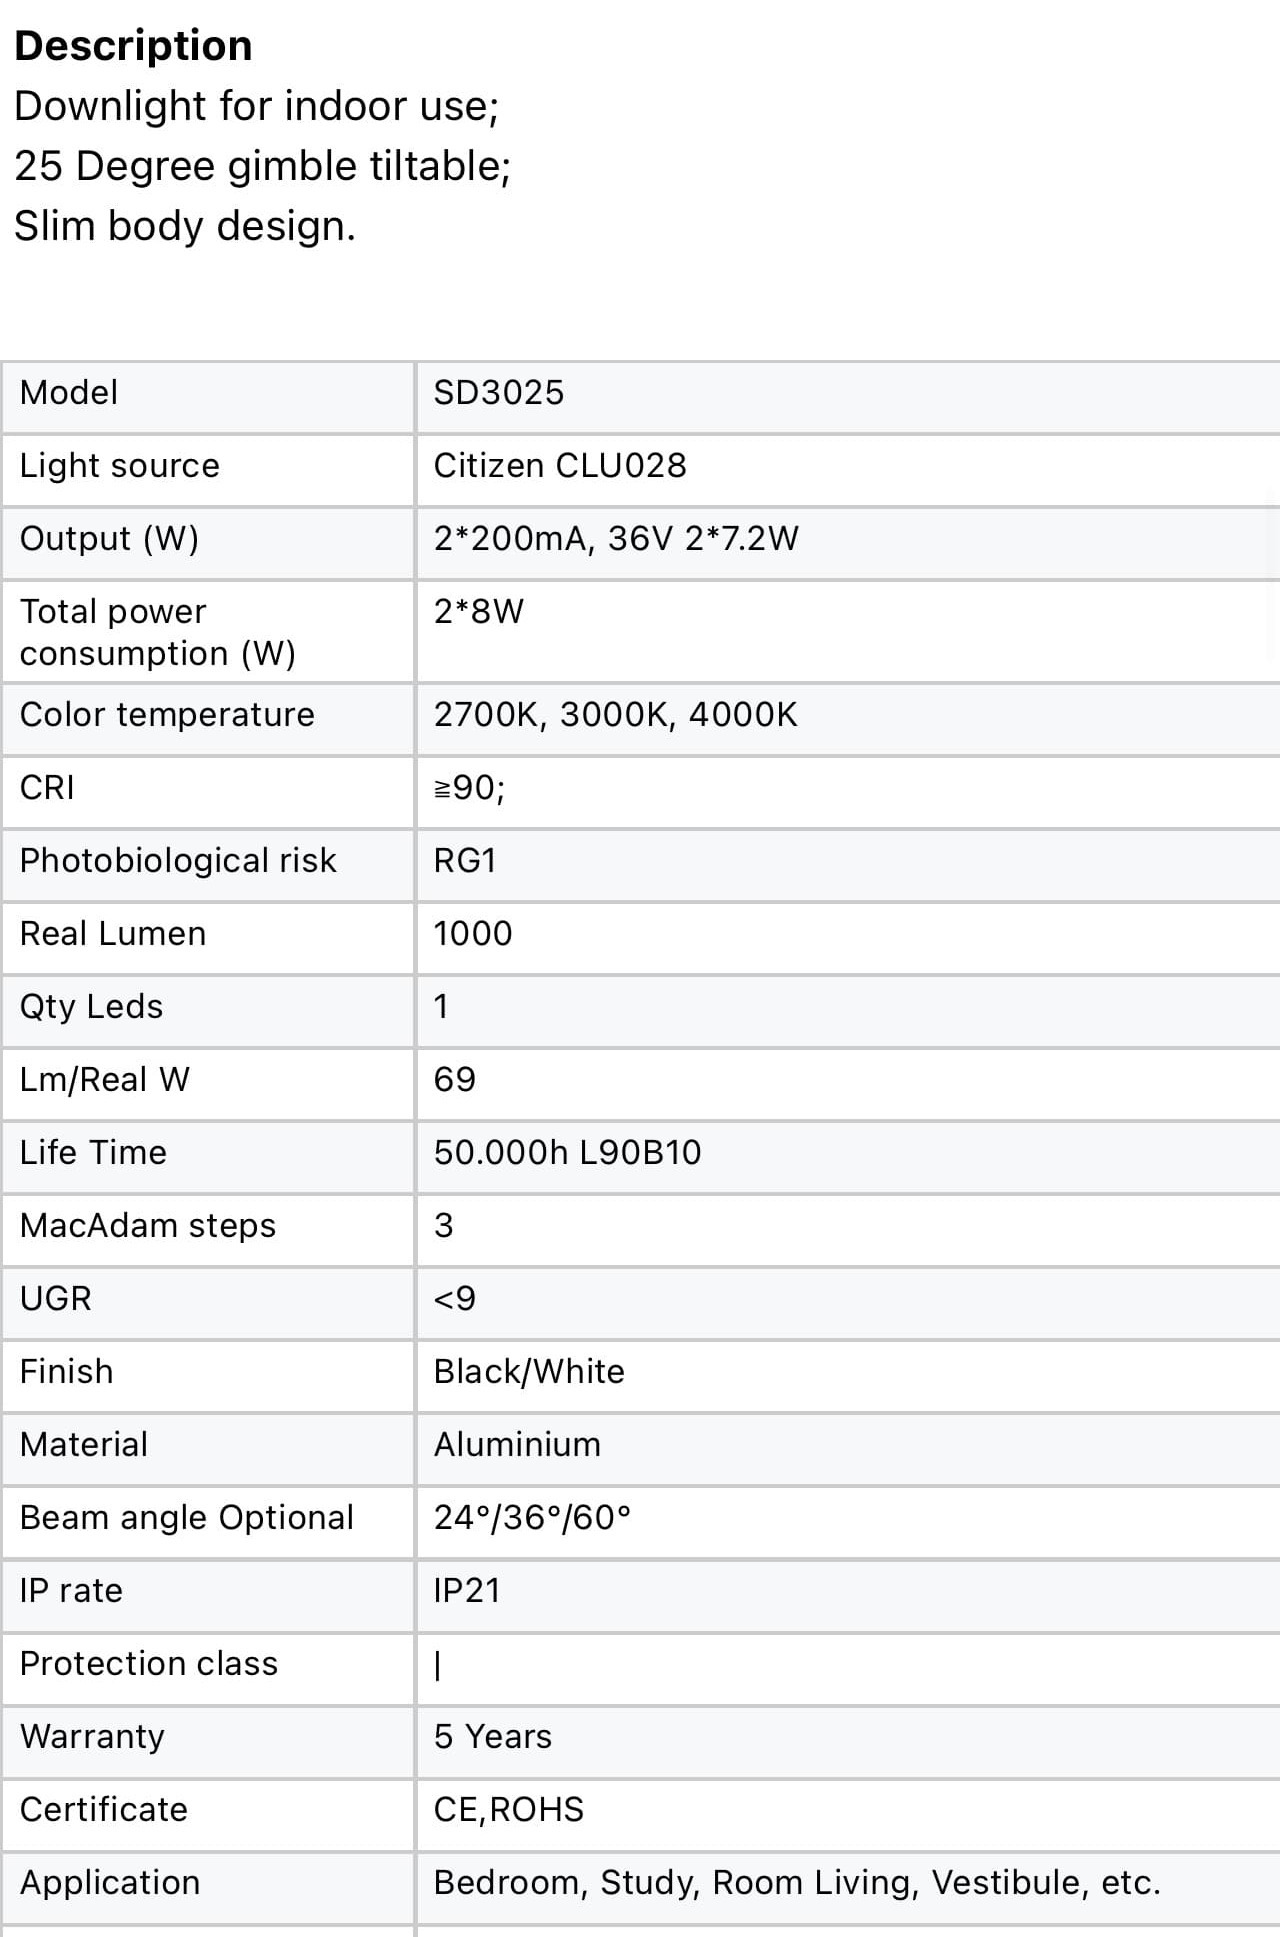 Description
Downlight for indoor use;
25 Degree gimble tiltable;
Slim body design.
Model SD3025
Light source Citizen CLU028
Output (W) 2*200mA, 36V 2*7.2W
Total power
consumption (W) 2*8W
Color temperature 2700K, 3000K, 4000K
CRI ≧90;
Photobiological risk RG1
Real Lumen 1000
Qty Leds 1
Lm/Real W 69
Life Time 50.000h L90B10
MacAdam steps 3
UGR <9
Finish Black/White
Material Aluminium
Beam angle Optional 24°/36°/60°
IP rate IP21
Protection class |
Warranty 5 Years
Certificate CE,ROHS
Application Bedroom, Study, Room Living, Vestibule, etc.